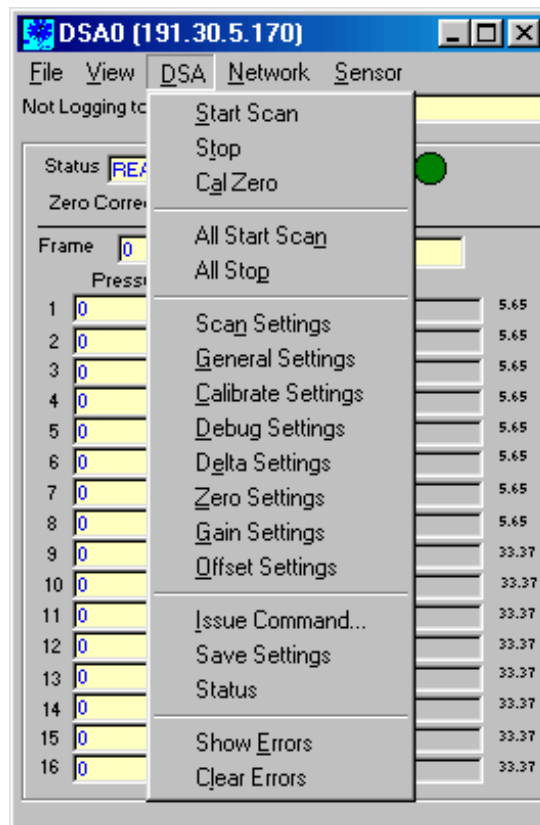 DSA0 (191.30.5.170)
File View DSA Network Sensor
Not Logging to
Start Scan
Stop
Cal Zero
All Start Scan
All Stop
Scan Settings
General Settings
Calibrate Settings
Debug Settings
Delta Settings
Zero Settings
Gain Settings
Offset Settings
Issue Command...
Save Settings
Status
Show Errors
Clear Errors
Status
Frame 0
1 0 5.65
2 0 5.65
3 0 5.65
4 0 5.65
5 0 5.65
6 0 5.65
7 0 5.65
8 0 5.65
9 0 33.37
10 0 33.37
11 0 33.37
12 0 33.37
13 0 33.37
14 0 33.37
15 0 33.37
16 0 33.37